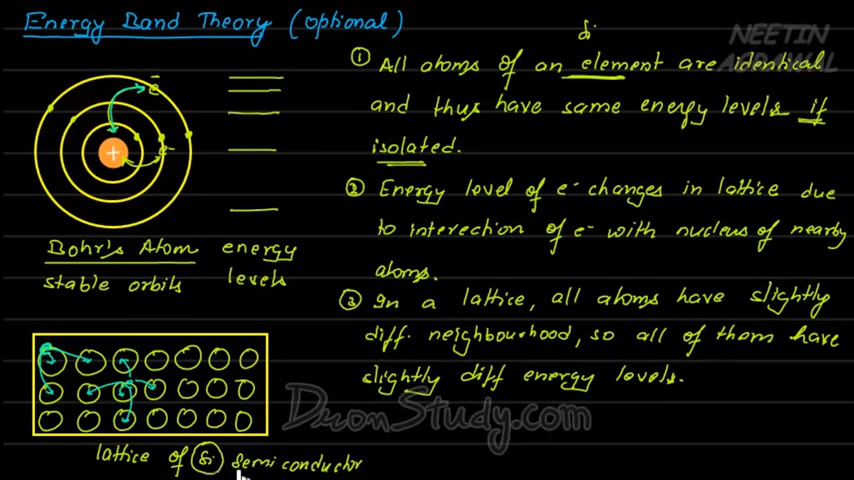 Energy Band Theory (optional)
NEETIN
AGRAWAL
Si
① All atoms of an element are identical
and thus have same energy levels if
isolated.
② Energy level of e- changes in lattice due
to interection of e- with nucleus of nearby
atoms.
③ In a lattice, all atoms have slightly
diff. neighbourhood, so all of them have
slightly diff energy levels.
e-
+
e-
Bohr's Atom
stable orbits
energy
levels
DronStudy.com
lattice of Si semiconductor